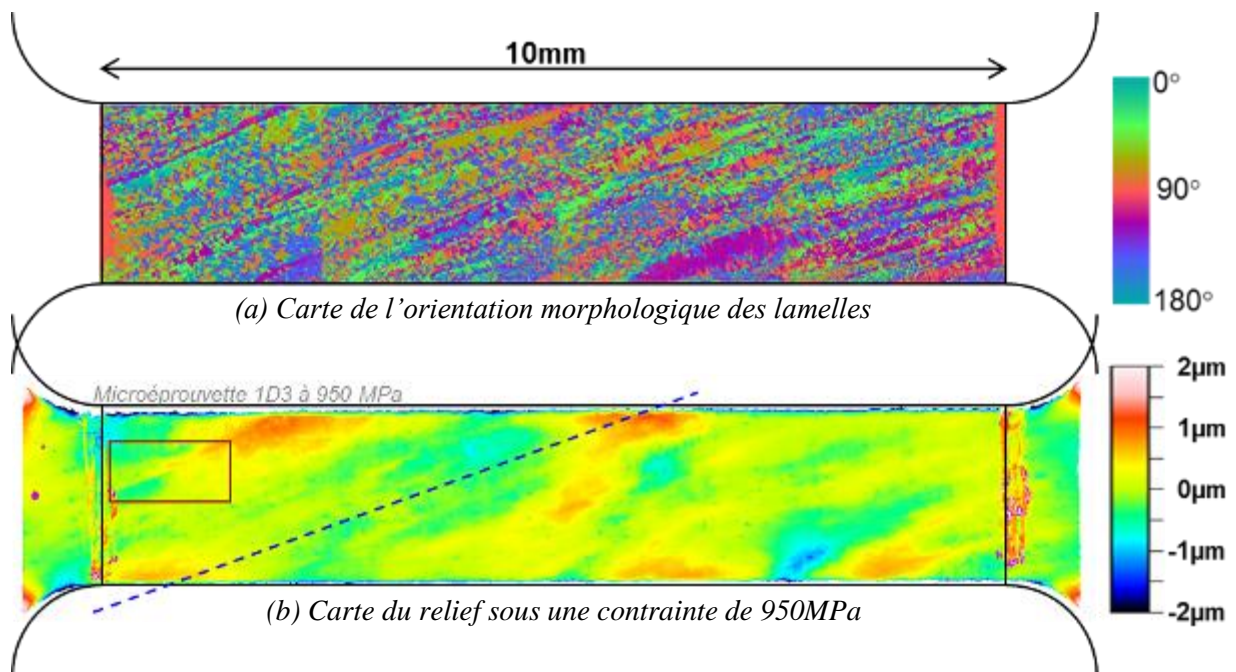 10mm
0°
90°
180°
(a) Carte de l'orientation morphologique des lamelles
Microéprouvette 1D3 à 950 MPa
2µm
1µm
0µm
-1µm
-2µm
(b) Carte du relief sous une contrainte de 950MPa